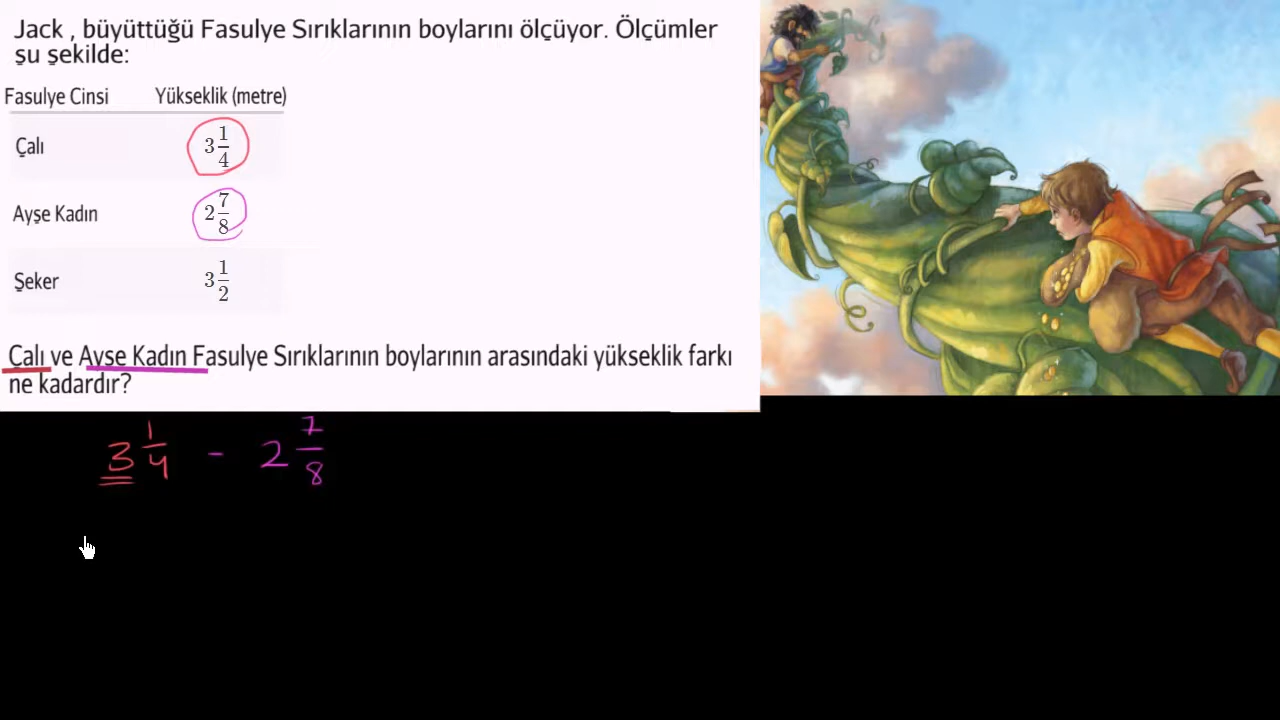 Jack , büyüttüğü Fasulye Sırıklarının boylarını ölçüyor. Ölçümler
şu şekilde:
Fasulye Cinsi Yükseklik (metre)
Çalı 3 1/4
Ayşe Kadın 2 7/8
Şeker 3 1/2
Çalı ve Ayşe Kadın Fasulye Sırıklarının boylarının arasındaki yükseklik farkı
ne kadardır?
3 1/4 - 2 7/8